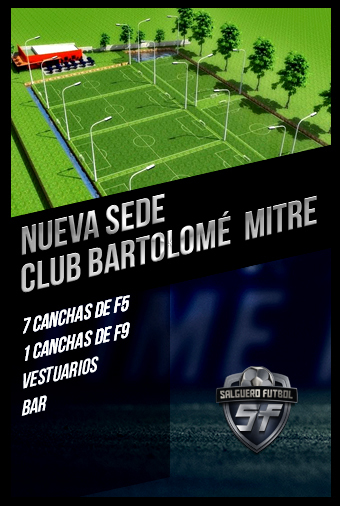 NUEVA SEDE
CLUB BARTOLOMÉ MITRE
7 CANCHAS DE F5
1 CANCHAS DE F9
VESTUARIOS
BAR
SALGUERO FUTBOL
SF